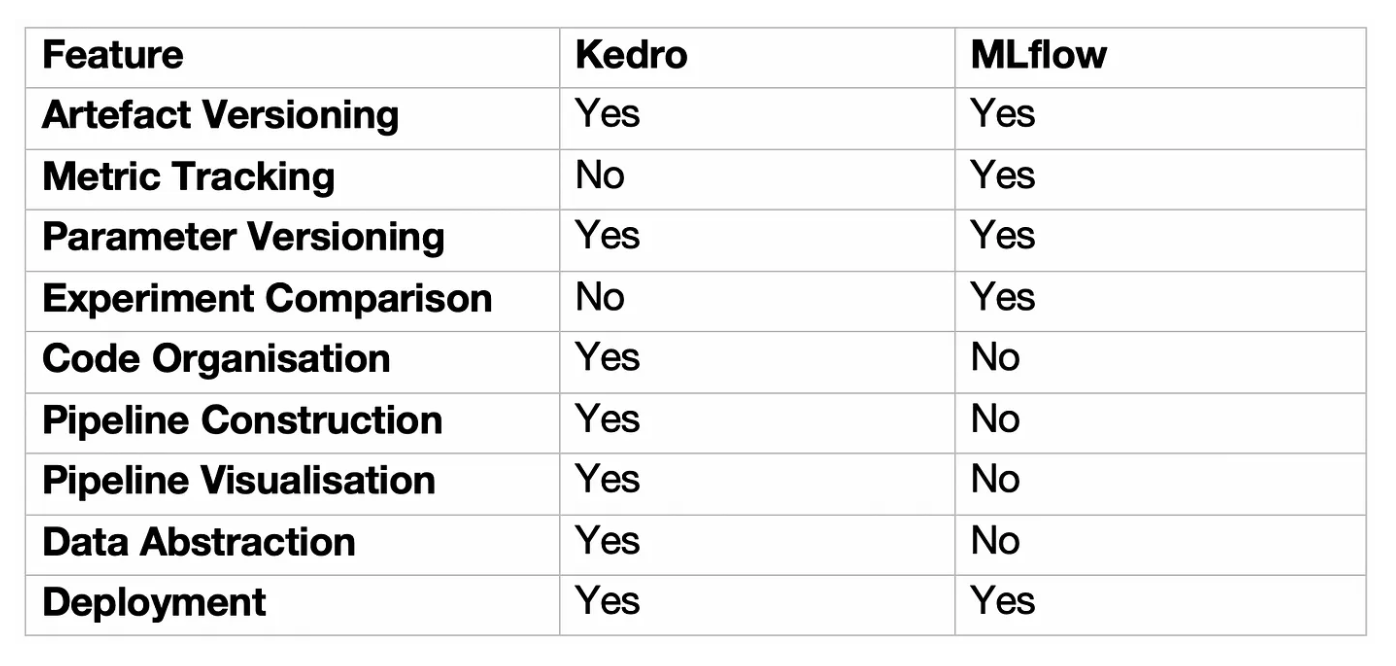 Feature Kedro MLflow
Artefact Versioning Yes Yes
Metric Tracking No Yes
Parameter Versioning Yes Yes
Experiment Comparison No Yes
Code Organisation Yes No
Pipeline Construction Yes No
Pipeline Visualisation Yes No
Data Abstraction Yes No
Deployment Yes Yes